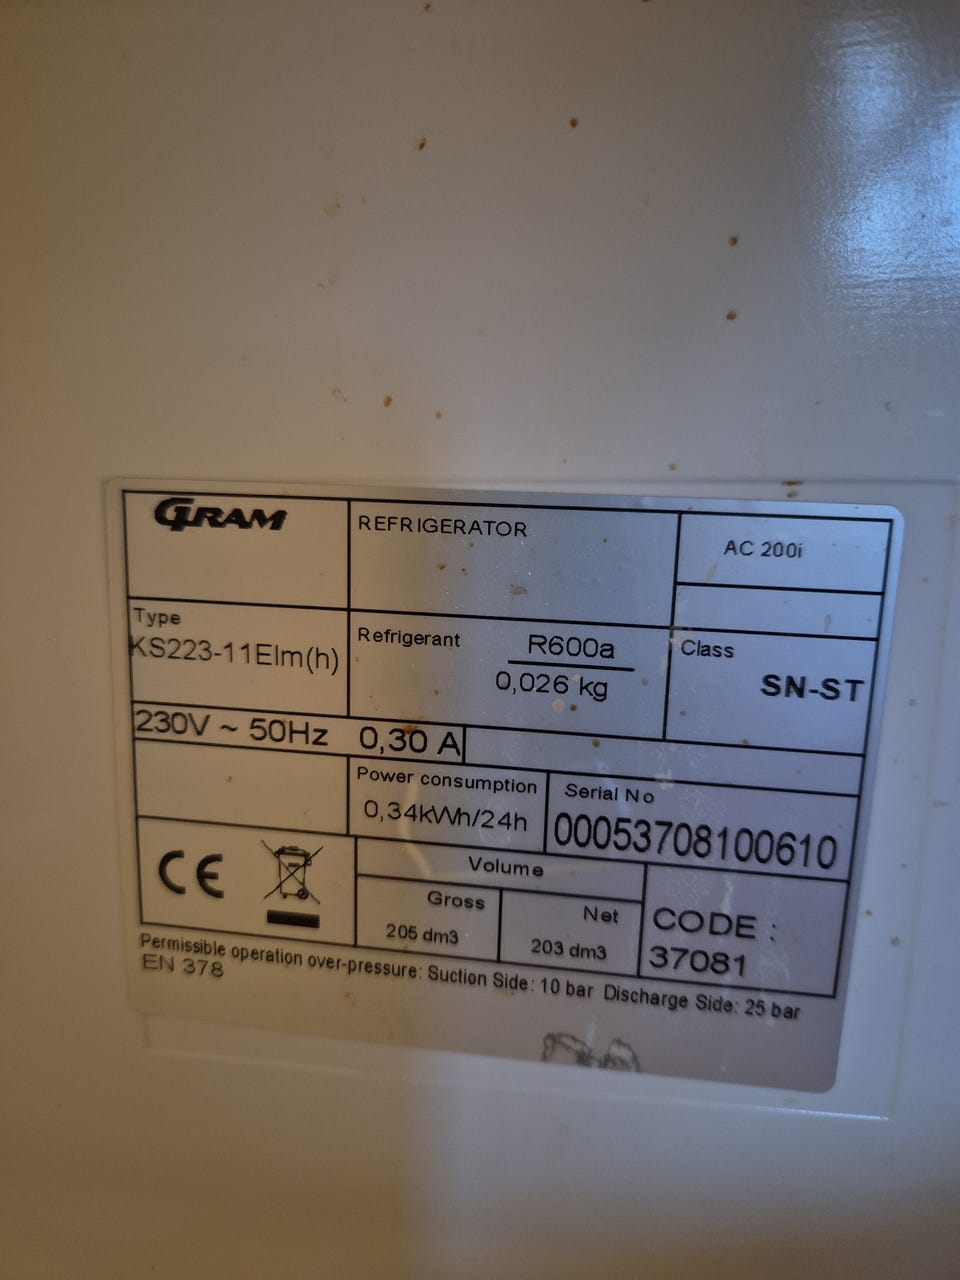 GRAM
REFRIGERATOR
AC 200i
Type
KS223-11Elm(h)
Refrigerant
R600a
0,026 kg
Class
SN-ST
230V ~ 50Hz 0,30 A
Power consumption
0,34kWh/24h
Serial No
00053708100610
CE
Volume
Gross
205 dm3
Net
203 dm3
CODE :
37081
Permissible operation over-pressure: Suction Side: 10 bar Discharge Side: 25 bar
EN 378